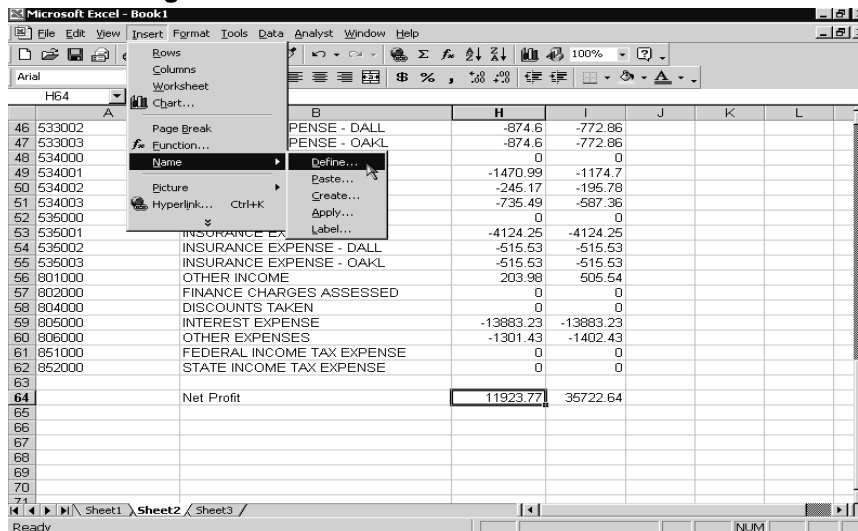 Microsoft Excel - Book1
File Edit View Insert Format Tools Data Analyst Window Help
100%
Arial
H64
Rows
Columns
Worksheet
Chart...
Page Break
Function...
Name
Picture
Hyperlink... Ctrl+K
Define...
Paste...
Create...
Apply...
Label...
A B H I J K L
46 533002 PENSE - DALL -874.6 -772.86
47 533003 PENSE - OAKL -874.6 -772.86
48 534000 0 0
49 534001 -1470.99 -1174.7
50 534002 -245.17 -195.78
51 534003 -735.49 -587.36
52 535000 0 0
53 535001 INSURANCE EX -4124.25 -4124.25
54 535002 INSURANCE EXPENSE - DALL -515.53 -515.53
55 535003 INSURANCE EXPENSE - OAKL -515.53 -515.53
56 801000 OTHER INCOME 203.98 505.54
57 802000 FINANCE CHARGES ASSESSED 0 0
58 804000 DISCOUNTS TAKEN 0 0
59 805000 INTEREST EXPENSE -13883.23 -13883.23
60 806000 OTHER EXPENSES -1301.43 -1402.43
61 851000 FEDERAL INCOME TAX EXPENSE 0 0
62 852000 STATE INCOME TAX EXPENSE 0 0
63
64 Net Profit 11923.77 35722.64
65
66
67
68
69
70
71
Sheet1 Sheet2 Sheet3
Ready NUM